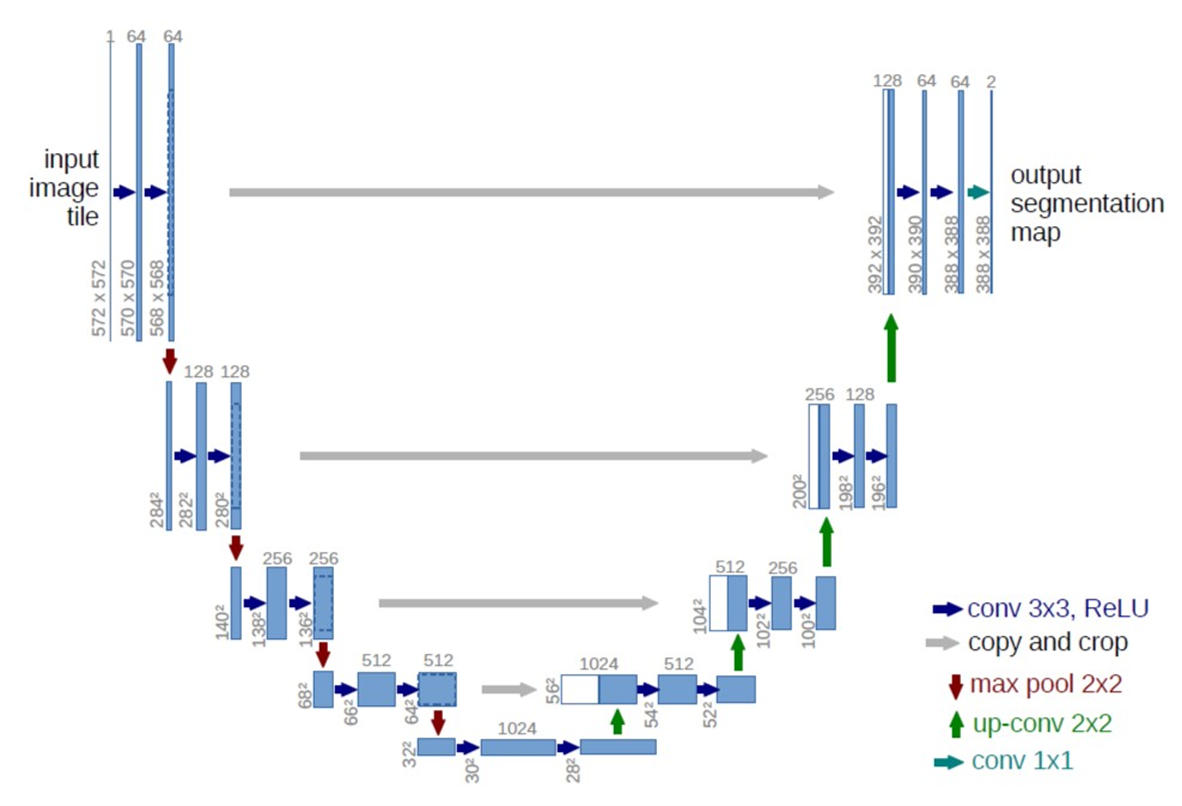 1 64 64
128 64 64 2
input
image
tile
output
segmentation
map
572 x 572
570 x 570
568 x 568
392 x 392
390 x 390
388 x 388
388 x 388
128 128
256 128
284²
282²
280²
200²
198²
196²
256 256
512 256
140²
138²
136²
104²
102²
100²
512 512
1024 512
68²
66²
64²
56²
54²
52²
1024
32²
30²
28²
conv 3x3, ReLU
copy and crop
max pool 2x2
up-conv 2x2
conv 1x1